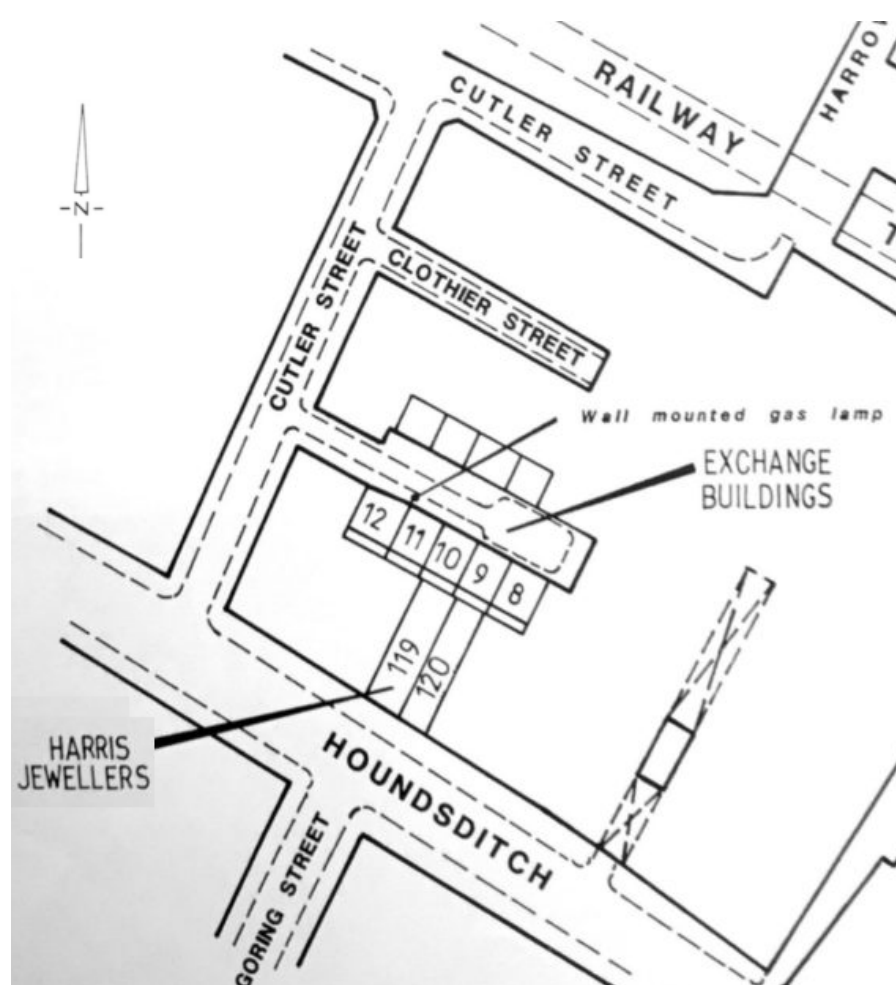 RAILWAY
HARRO
CUTLER STREET
T
N
CUTLER STREET
CLOTHIER STREET
Wall mounted gas lamp
EXCHANGE
BUILDINGS
12 11 10 9 8
119
120
HARRIS
JEWELLERS
HOUNDSDITCH
GORING STREET